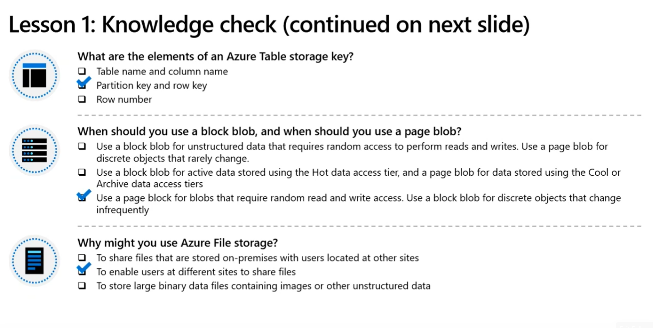 Lesson 1: Knowledge check (continued on next slide)
What are the elements of an Azure Table storage key?
Table name and column name
Partition key and row key
Row number
When should you use a block blob, and when should you use a page blob?
Use a block blob for unstructured data that requires random access to perform reads and writes. Use a page blob for
discrete objects that rarely change.
Use a block blob for active data stored using the Hot data access tier, and a page blob for data stored using the Cool or
Archive data access tiers
Use a page block for blobs that require random read and write access. Use a block blob for discrete objects that change
infrequently
Why might you use Azure File storage?
To share files that are stored on-premises with users located at other sites
To enable users at different sites to share files
To store large binary data files containing images or other unstructured data